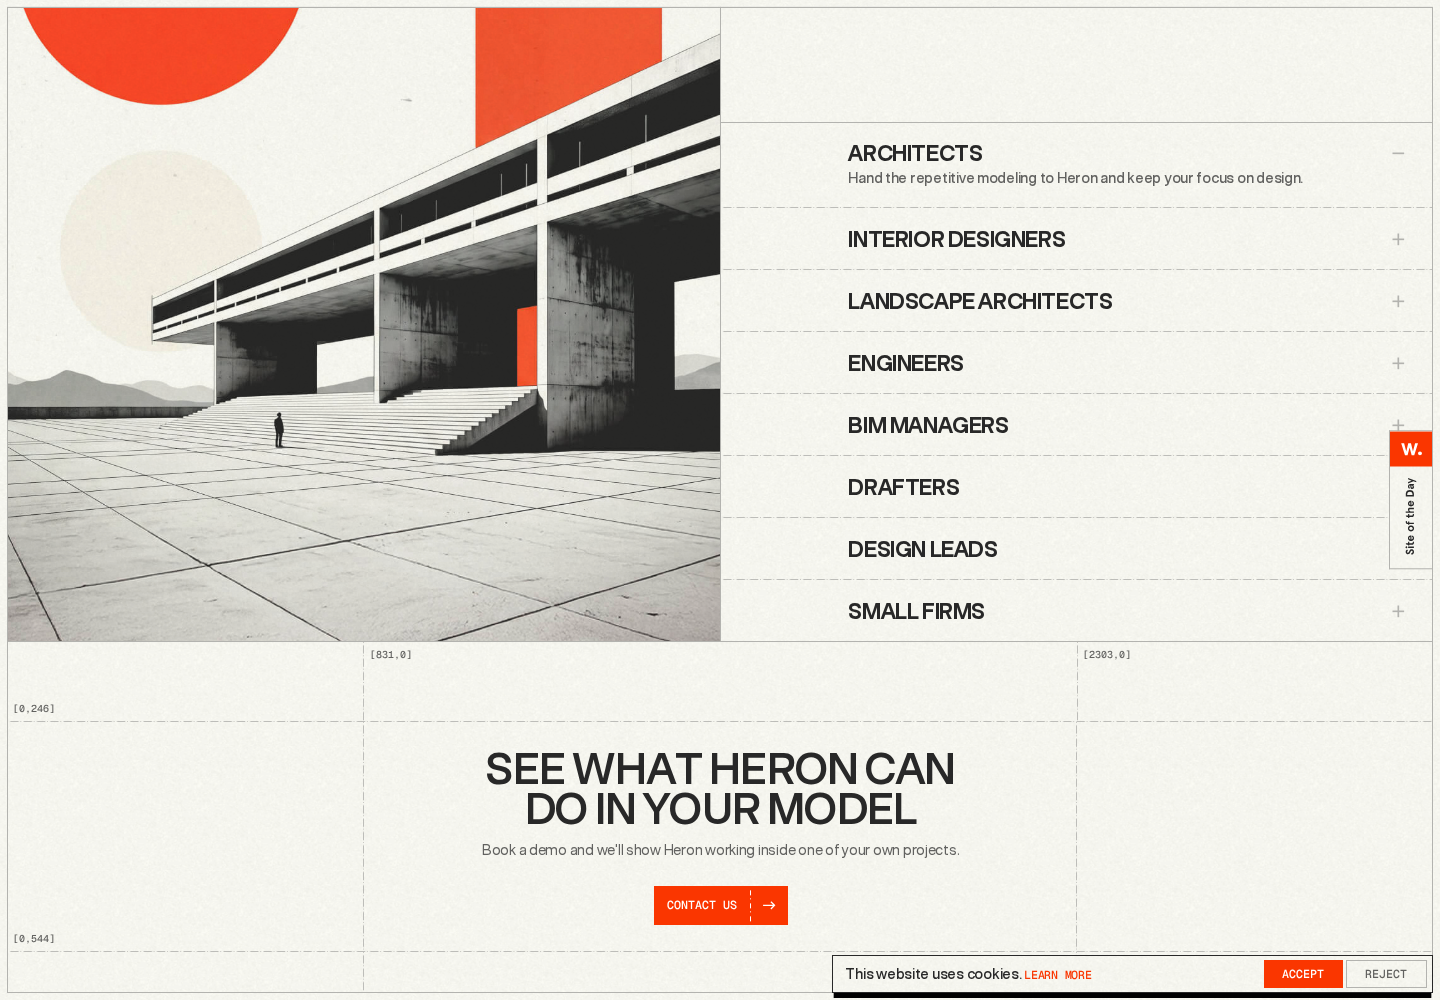 ARCHITECTS
Hand the repetitive modeling to Heron and keep your focus on design.
INTERIOR DESIGNERS
LANDSCAPE ARCHITECTS
ENGINEERS
BIM MANAGERS
W.
Site of the Day
DRAFTERS
DESIGN LEADS
SMALL FIRMS
[831,0]
[2303,0]
[0,246]
SEE WHAT HERON CAN
DO IN YOUR MODEL
Book a demo and we'll show Heron working inside one of your own projects.
CONTACT US
[0,544]
This website uses cookies. LEARN MORE
ACCEPT
REJECT